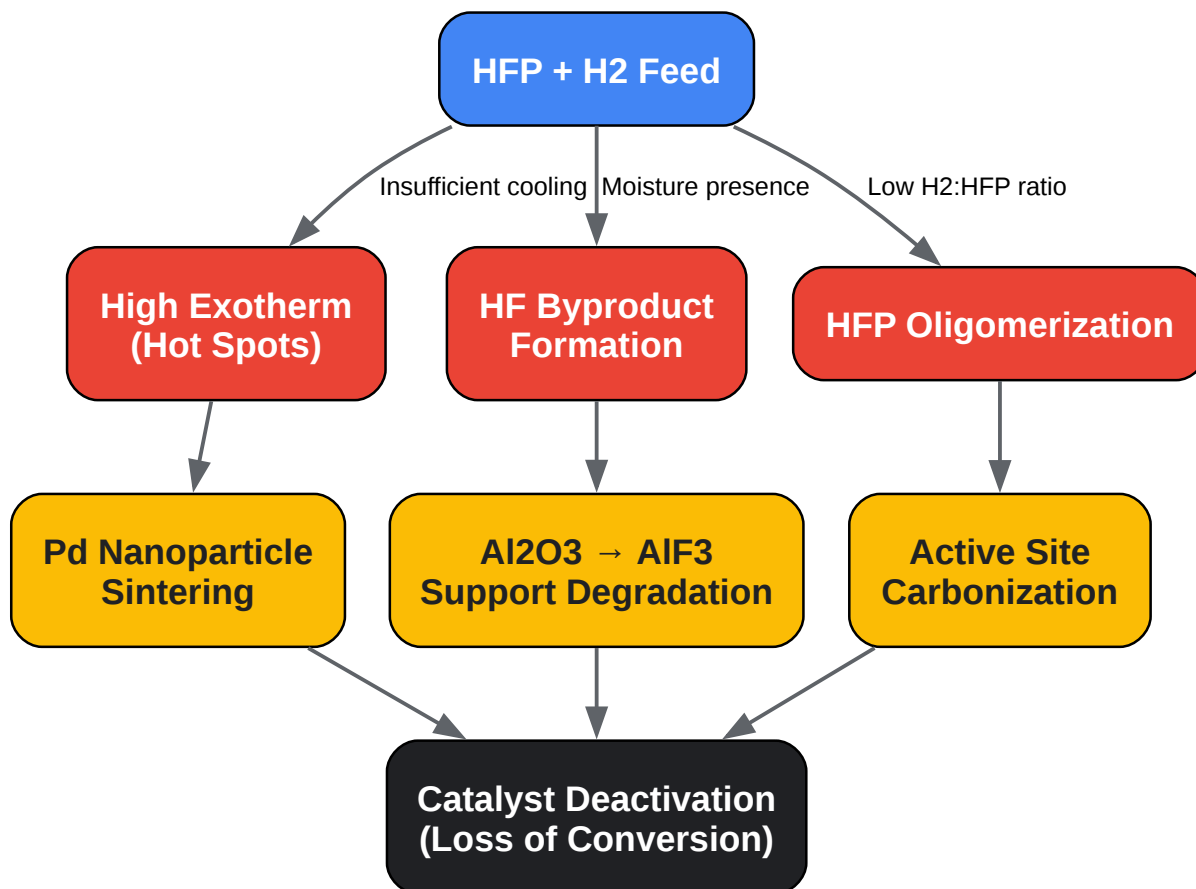 HFP + H2 Feed
Insufficient cooling
Moisture presence
Low H2:HFP ratio
High Exotherm
(Hot Spots)
HF Byproduct
Formation
HFP Oligomerization
Pd Nanoparticle
Sintering
Al2O3 → AlF3
Support Degradation
Active Site
Carbonization
Catalyst Deactivation
(Loss of Conversion)